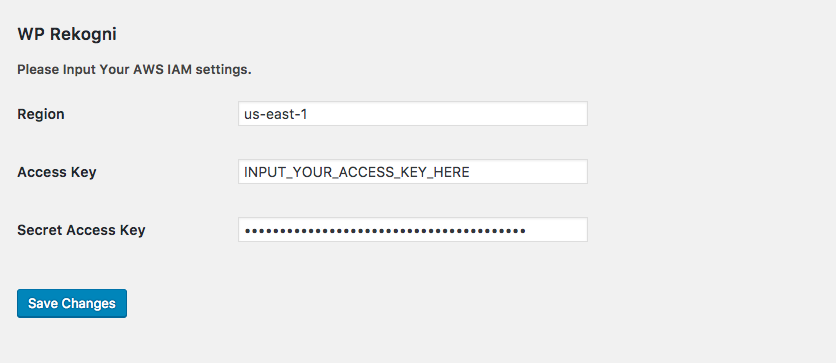 WP Rekogni
Please Input Your AWS IAM settings.
Region us-east-1
Access Key INPUT_YOUR_ACCESS_KEY_HERE
Secret Access Key ••••••••••••••••••••••••••••••••••••••••
Save Changes